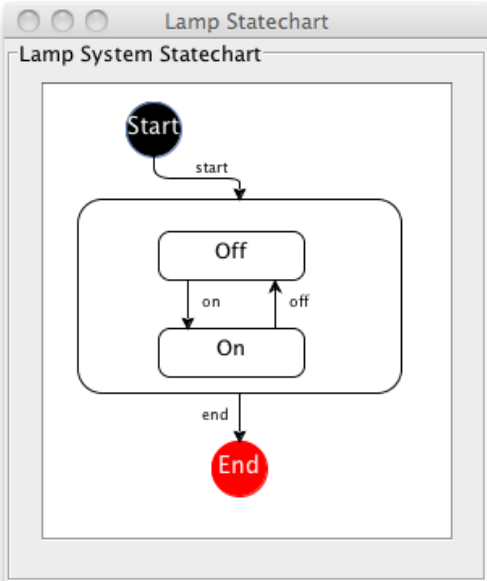 Lamp Statechart
Lamp System Statechart
Start
start
Off
on
off
On
end
End